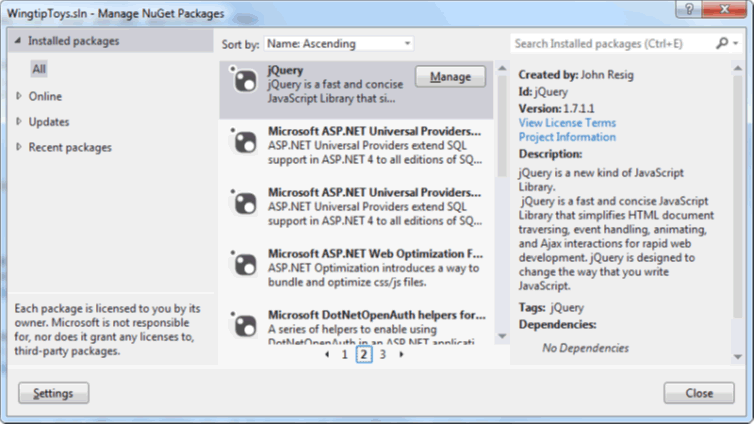 WingtipToys.sln - Manage NuGet Packages
Installed packages
All
Online
Updates
Recent packages
Each package is licensed to you by its
owner. Microsoft is not responsible
for, nor does it grant any licenses to,
third-party packages.
Settings
Sort by: Name: Ascending
jQuery
jQuery is a fast and concise
JavaScript Library that si...
Manage
Microsoft ASP.NET Universal Providers...
ASP.NET Universal Providers extend SQL
support in ASP.NET 4 to all editions of SQ...
Microsoft ASP.NET Universal Providers...
ASP.NET Universal Providers extend SQL
support in ASP.NET 4 to all editions of SQ...
Microsoft ASP.NET Web Optimization F...
ASP.NET Optimization introduces a way to
bundle and optimize css/js files.
Microsoft DotNetOpenAuth helpers for...
A series of helpers to enable using
DotNetOpenAuth in an ASP.NET applicati...
1 2 3
Search Installed packages (Ctrl+E)
Created by: John Resig
Id: jQuery
Version: 1.7.1.1
View License Terms
Project Information
Description:
jQuery is a new kind of JavaScript
Library.
jQuery is a fast and concise JavaScript
Library that simplifies HTML document
traversing, event handling, animating,
and Ajax interactions for rapid web
development. jQuery is designed to
change the way that you write
JavaScript.
Tags: jQuery
Dependencies:
No Dependencies
Close